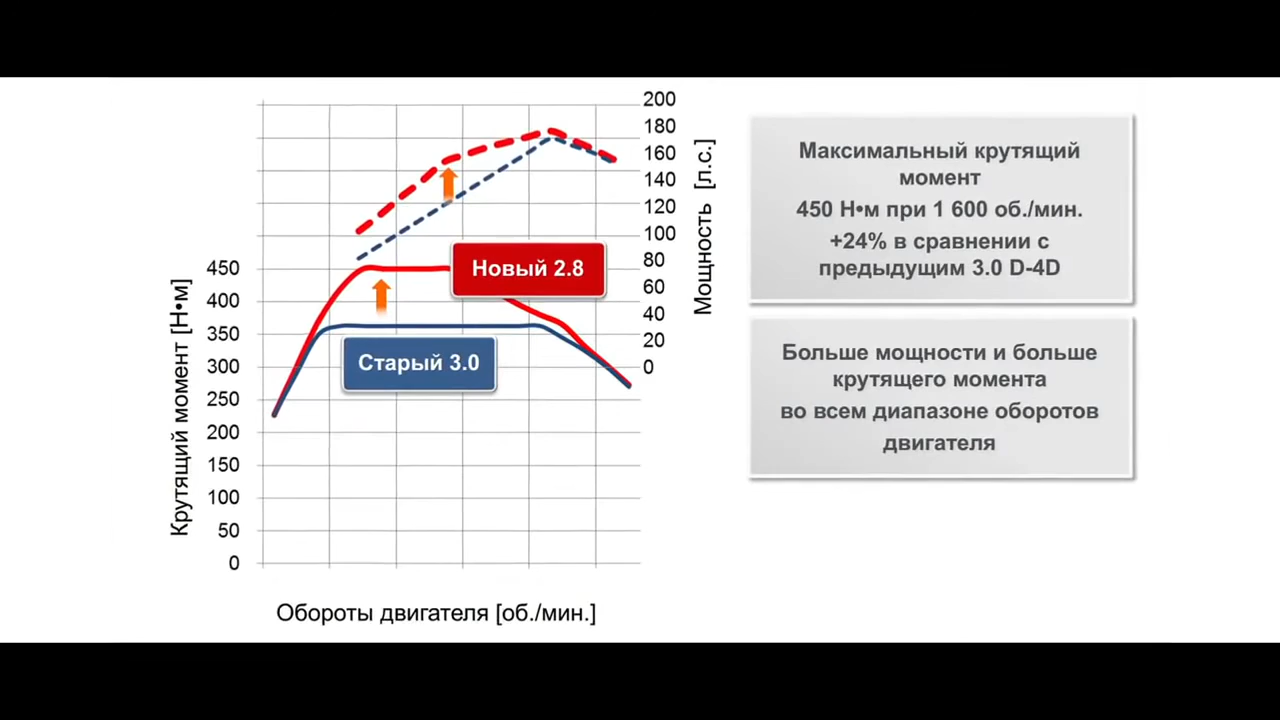 200
180
160
140
120
100
80
60
40
20
0
Мощность [л.с.]
450
400
350
300
250
200
150
100
50
0
Крутящий момент [Н•м]
Новый 2.8
Старый 3.0
Обороты двигателя [об./мин.]
Максимальный крутящий
момент
450 Н•м при 1 600 об./мин.
+24% в сравнении с
предыдущим 3.0 D-4D
Больше мощности и больше
крутящего момента
во всем диапазоне оборотов
двигателя